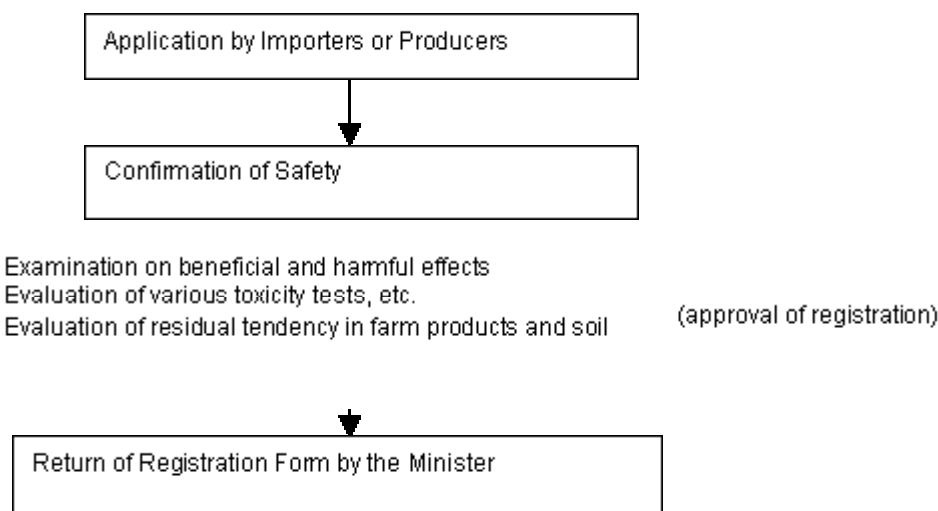 Application by Importers or Producers
Confirmation of Safety
Examination on beneficial and harmful effects
Evaluation of various toxicity tests, etc.
Evaluation of residual tendency in farm products and soil
(approval of registration)
Return of Registration Form by the Minister